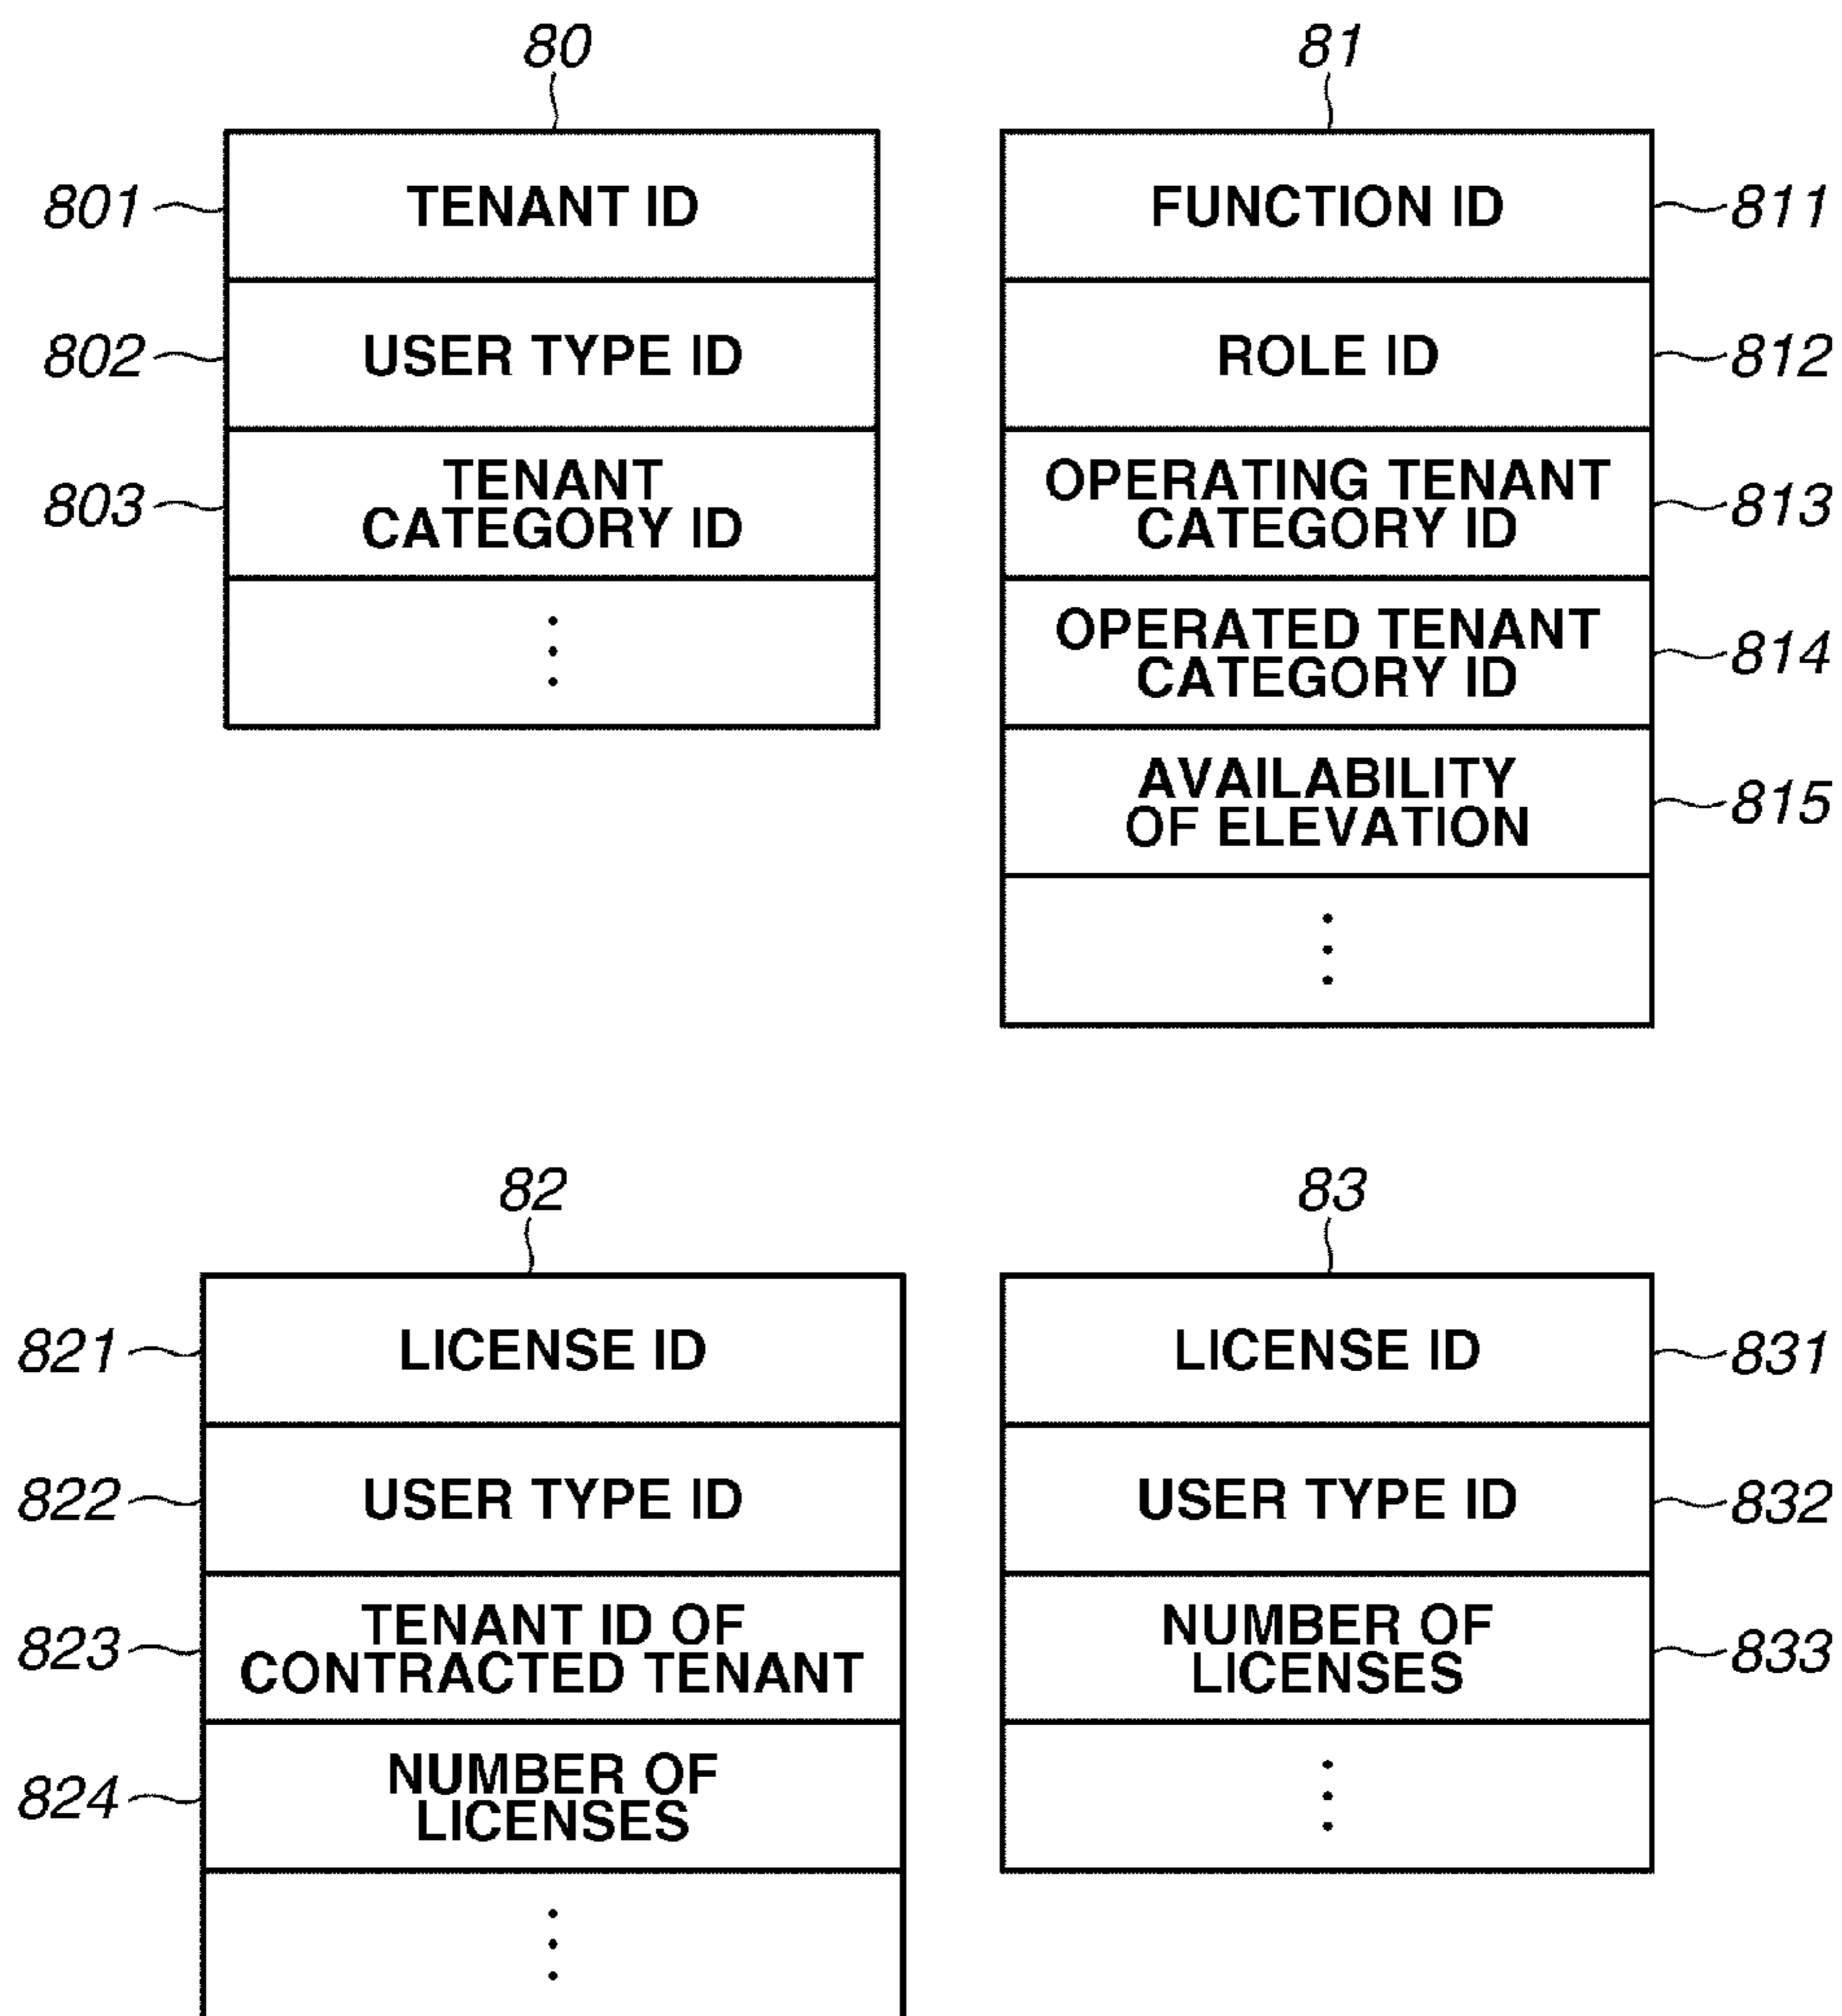 80
801
TENANT ID
802
USER TYPE ID
803
TENANT
CATEGORY ID
81
FUNCTION ID
811
ROLE ID
812
OPERATING TENANT
CATEGORY ID
813
OPERATED TENANT
CATEGORY ID
814
AVAILABILITY
OF ELEVATION
815
82
821
LICENSE ID
822
USER TYPE ID
823
TENANT ID OF
CONTRACTED TENANT
824
NUMBER OF
LICENSES
83
LICENSE ID
831
USER TYPE ID
832
NUMBER OF
LICENSES
833